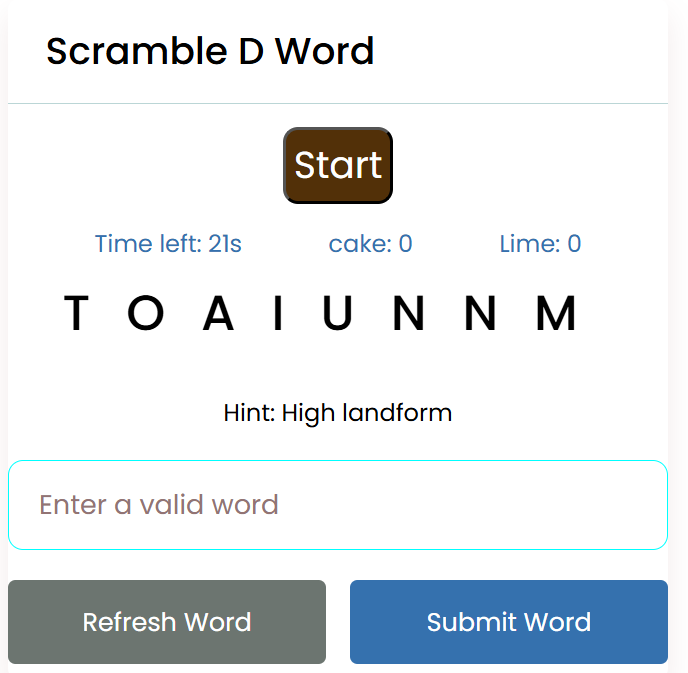 Scramble D Word
Start
Time left: 21s cake: 0 Lime: 0
T O A I U N N M
Hint: High landform
Enter a valid word
Refresh Word Submit Word